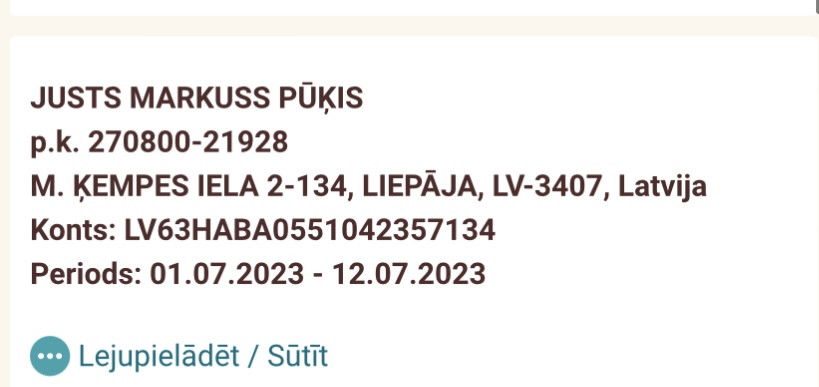 JUSTS MARKUSS PŪĶIS
p.k. 270800-21928
M. ĶEMPES IELA 2-134, LIEPĀJA, LV-3407, Latvija
Konts: LV63HABA0551042357134
Periods: 01.07.2023 - 12.07.2023
Lejupielādēt / Sūtīt